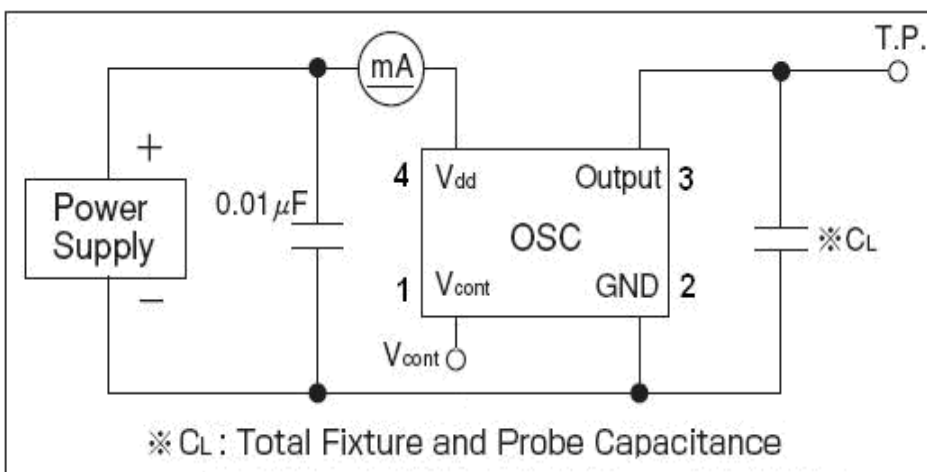 T.P.
mA
+
4 Vdd Output 3
0.01μF
Power
Supply
OSC
※CL
1 Vcont GND 2
−
Vcont
※CL : Total Fixture and Probe Capacitance